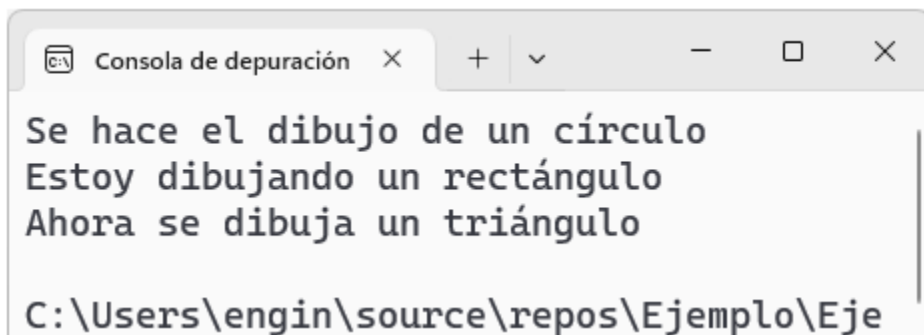 Consola de depuración
Se hace el dibujo de un círculo
Estoy dibujando un rectángulo
Ahora se dibuja un triángulo
C:\Users\engin\source\repos\Ejemplo\Eje